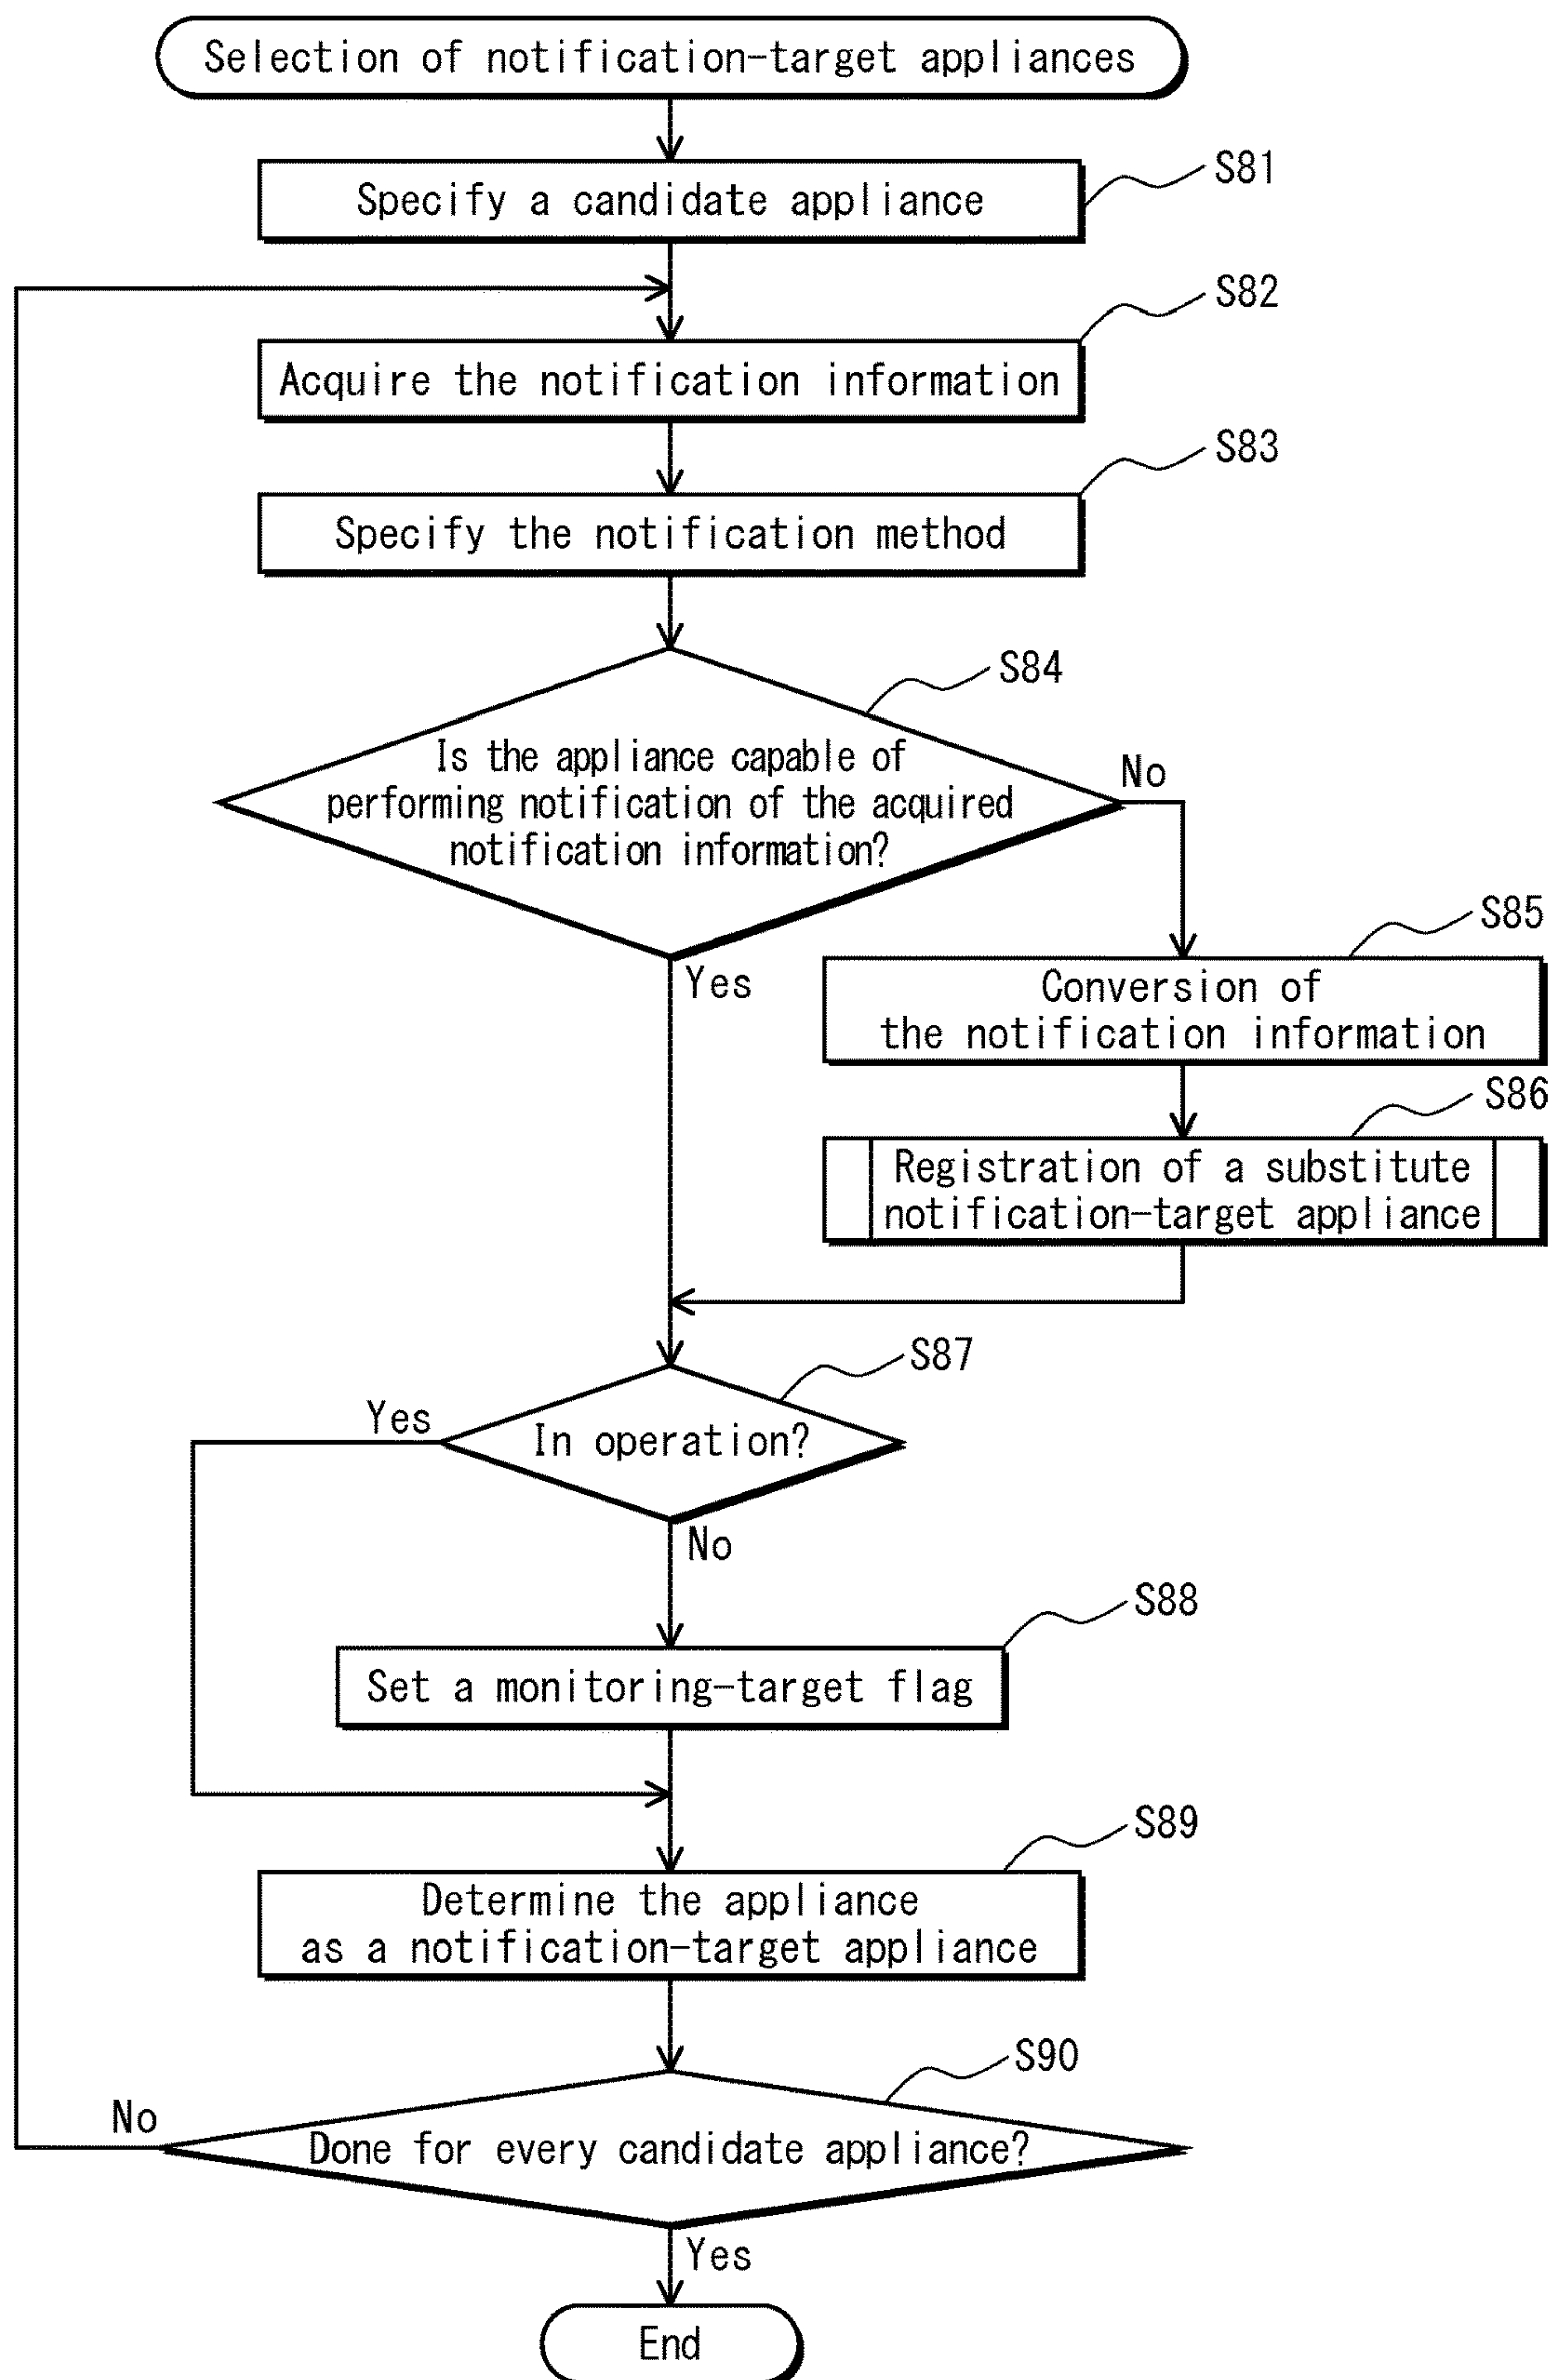 Selection of notification-target appliances
S81
Specify a candidate appliance
S82
Acquire the notification information
S83
Specify the notification method
S84
Is the appliance capable of
performing notification of the acquired
notification information?
No
Yes
S85
Conversion of
the notification information
S86
Registration of a substitute
notification-target appliance
S87
Yes
In operation?
No
S88
Set a monitoring-target flag
S89
Determine the appliance
as a notification-target appliance
S90
No
Done for every candidate appliance?
Yes
End